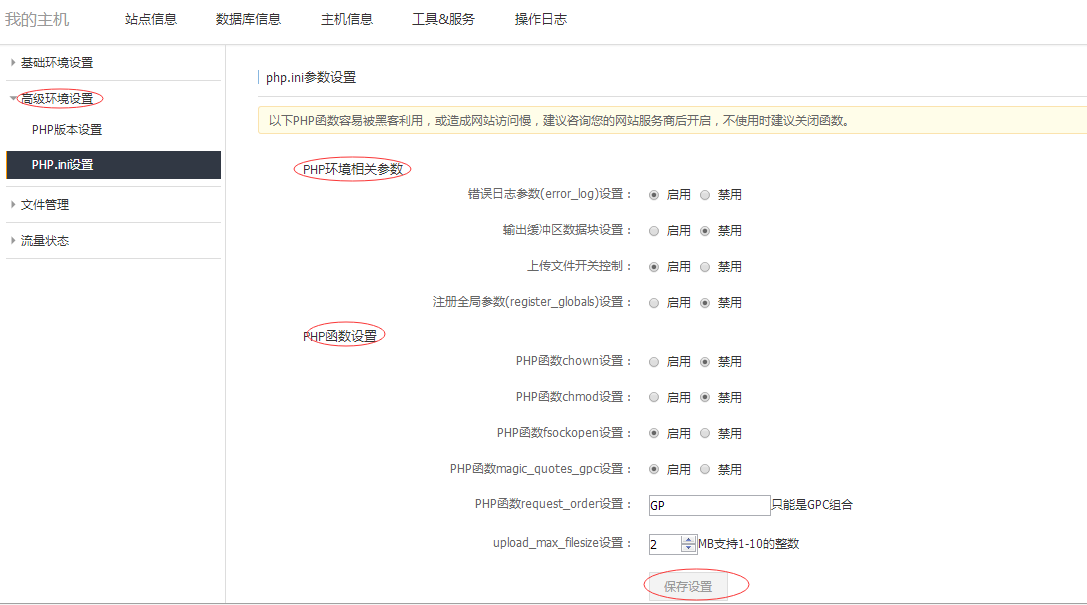 我的主机 站点信息 数据库信息 主机信息 工具&服务 操作日志
基础环境设置
高级环境设置
PHP版本设置
PHP.ini设置
文件管理
流量状态
php.ini参数设置
以下PHP函数容易被黑客利用，或造成网站访问慢，建议咨询您的网站服务商后开启，不使用时建议关闭函数。
PHP环境相关参数
错误日志参数(error_log)设置： 启用 禁用
输出缓冲区数据块设置： 启用 禁用
上传文件开关控制： 启用 禁用
注册全局参数(register_globals)设置： 启用 禁用
PHP函数设置
PHP函数chown设置： 启用 禁用
PHP函数chmod设置： 启用 禁用
PHP函数fsockopen设置： 启用 禁用
PHP函数magic_quotes_gpc设置： 启用 禁用
PHP函数request_order设置： GP 只能是GPC组合
upload_max_filesize设置： 2 MB支持1-10的整数
保存设置